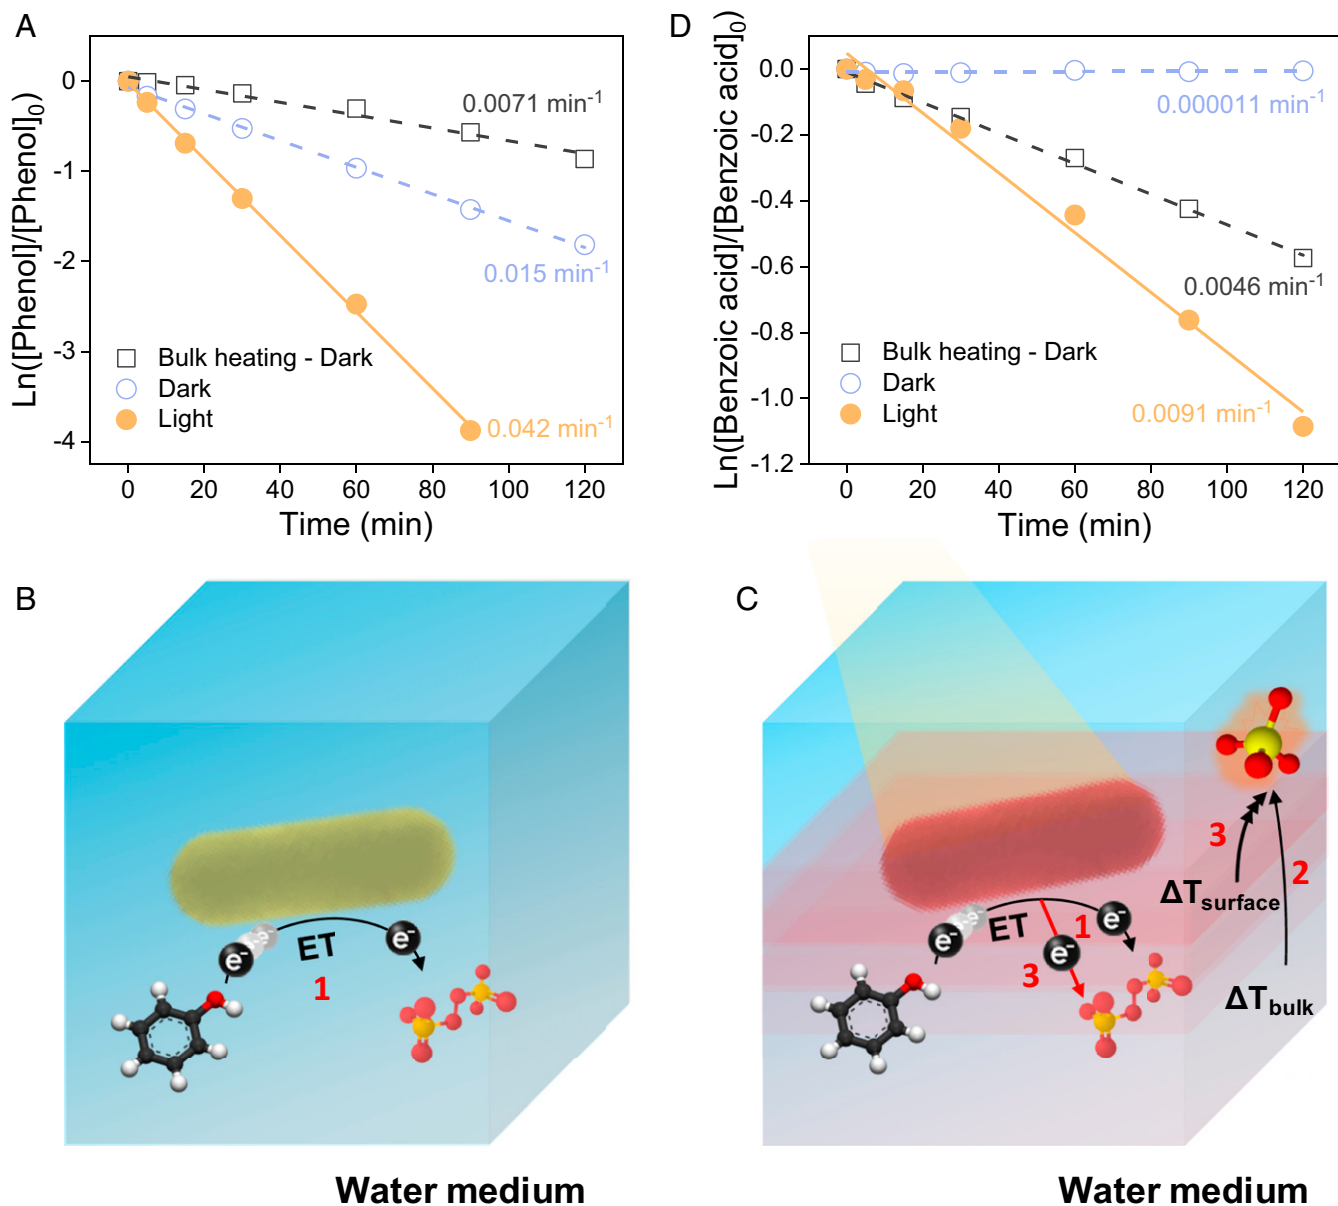 A
Ln([Phenol]/[Phenol]0)
0
-1
-2
-3
-4
0.0071 min-1
0.015 min-1
0.042 min-1
Bulk heating - Dark
Dark
Light
0 20 40 60 80 100 120
Time (min)
D
Ln([Benzoic acid]/[Benzoic acid]0)
0.0
-0.2
-0.4
-0.6
-0.8
-1.0
-1.2
0.000011 min-1
0.0046 min-1
0.0091 min-1
Bulk heating - Dark
Dark
Light
0 20 40 60 80 100 120
Time (min)
B
e-
e-
e-
ET
1
Water medium
C
3
2
ΔTsurface
ΔTbulk
e-
e-
e-
ET
1
3
e-
Water medium